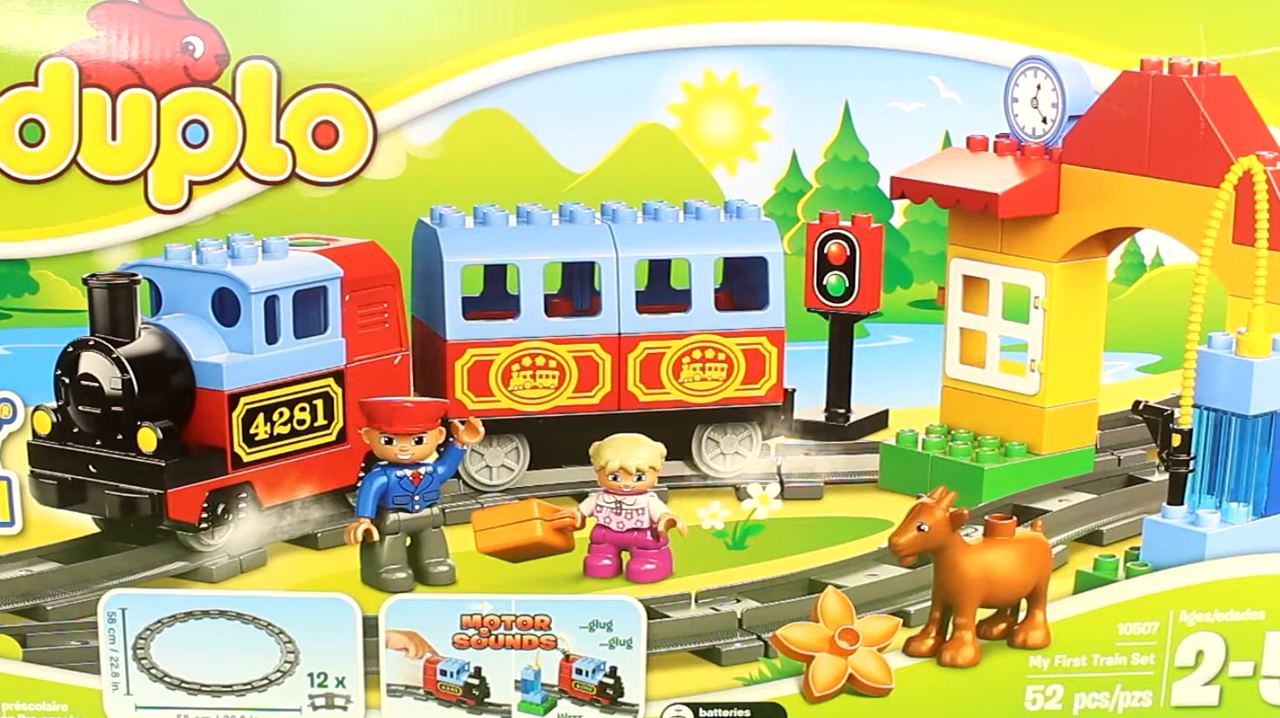 duplo
®
4281
58 cm / 22.8 in.
12 x
MOTOR
& SOUNDS
...glug
...glug
4281
batteries
10507
My First Train Set
52 pcs/pzs
Ages/edades
2-5
préscolaire